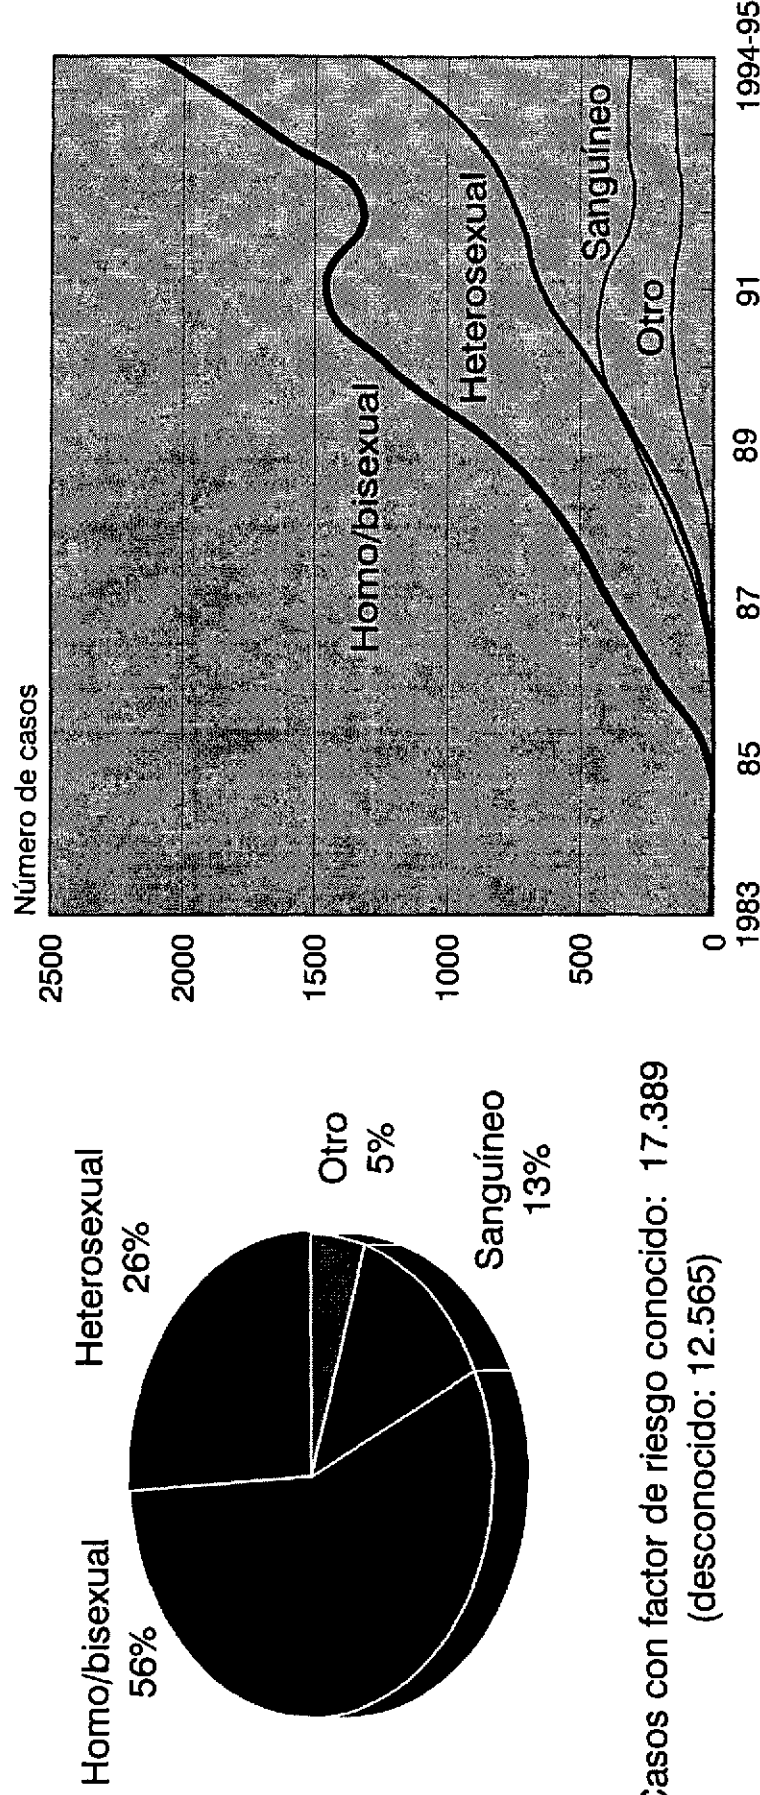 Homo/bisexual
56%
Heterosexual
26%
Otro
5%
Sanguíneo
13%
Casos con factor de riesgo conocido: 17.389
(desconocido: 12.565)
Número de casos
2500
2000
1500
1000
500
0
Homo/bisexual
Heterosexual
Sanguíneo
Otro
1983
85
87
89
91
1994-95